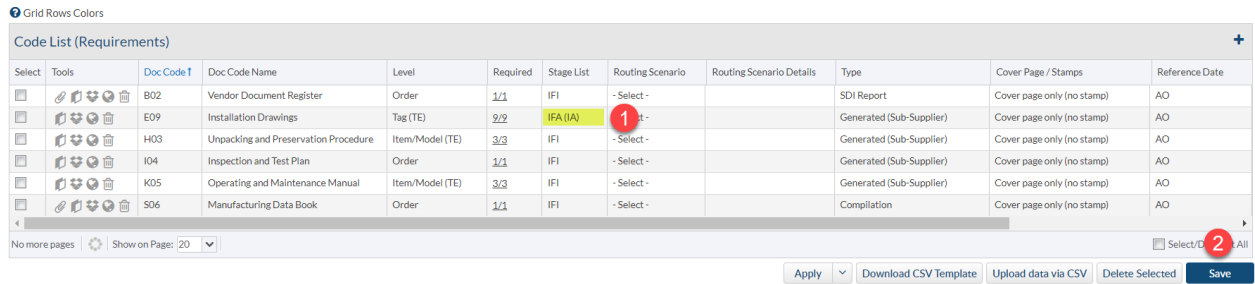 Grid Rows Colors
Code List (Requirements)
Select Tools Doc Code Doc Code Name Level Required Stage List Routing Scenario Routing Scenario Details Type Cover Page / Stamps Reference Date
B02 Vendor Document Register Order 1/1 IFI - Select - SDI Report Cover page only (no stamp) AO
E09 Installation Drawings Tag (TE) 9/9 IFA (IA) 1 Generated (Sub-Supplier) Cover page only (no stamp) AO
H03 Unpacking and Preservation Procedure Item/Model (TE) 3/3 IFI - Select - Generated (Sub-Supplier) Cover page only (no stamp) AO
I04 Inspection and Test Plan Order 1/1 IFI - Select - Generated (Sub-Supplier) Cover page only (no stamp) AO
K05 Operating and Maintenance Manual Item/Model (TE) 3/3 IFI - Select - Generated (Sub-Supplier) Cover page only (no stamp) AO
S06 Manufacturing Data Book Order 1/1 IFI - Select - Compilation Cover page only (no stamp) AO
No more pages Show on Page: 20 2 All
Apply Download CSV Template Upload data via CSV Delete Selected Save